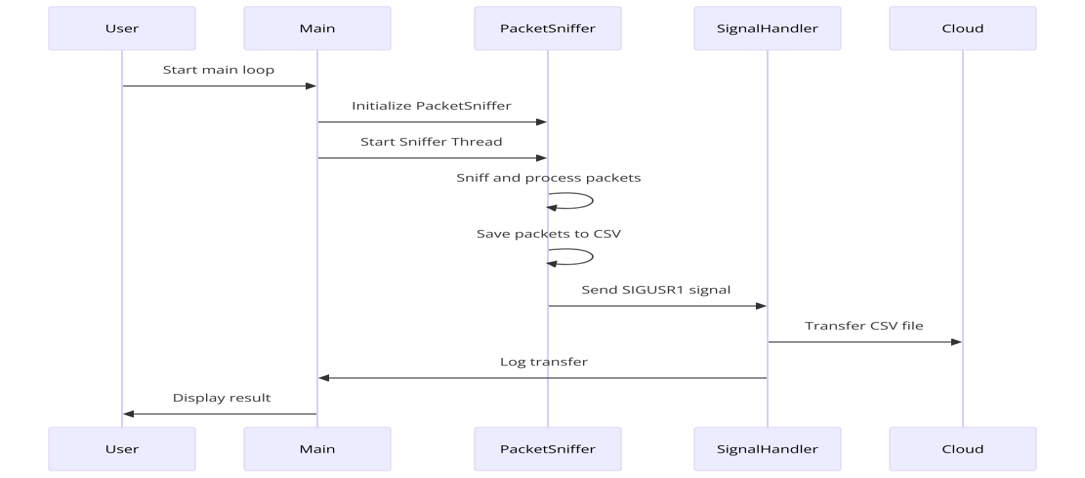 User
Main
PacketSniffer
SignalHandler
Cloud
Start main loop
Initialize PacketSniffer
Start Sniffer Thread
Sniff and process packets
Save packets to CSV
Send SIGUSR1 signal
Transfer CSV file
Log transfer
Display result
User
Main
PacketSniffer
SignalHandler
Cloud